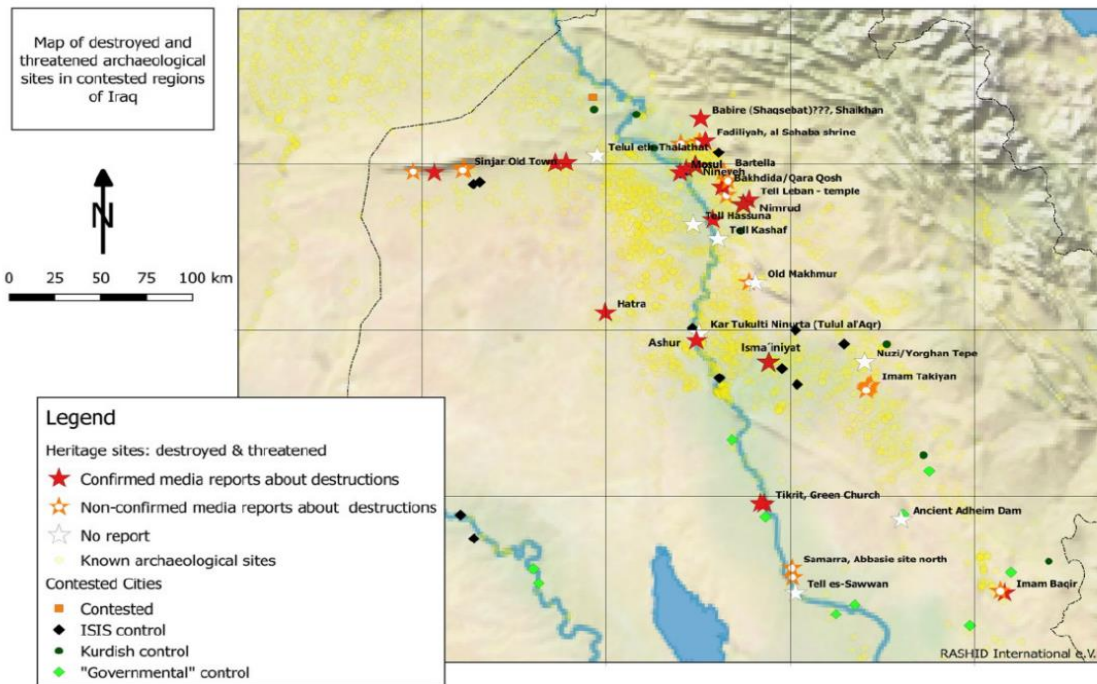 Map of destroyed and
threatened archaeological
sites in contested regions
of Iraq
N
0 25 50 75 100 km
Babire (Shaqsebat)???, Shaikhan
Fadiliyah, al Sahaba shrine
Telul eth Thalathat
Sinjar Old Town
Mosul
Bartella
Nineveh
Bakhdida/Qara Qosh
Tell Leban - temple
Nimrud
Tell Hassuna
Tell Kashaf
Old Makhmur
Hatra
Kar Tukulti Ninurta (Tulul al'Aqr)
Ashur
Isma'iniyat
Nuzi/Yorghan Tepe
Imam Takiyan
Tikrit, Green Church
Ancient Adheim Dam
Samarra, Abbasie site north
Tell es-Sawwan
Imam Baqir
RASHID International e.V.
Legend
Heritage sites: destroyed & threatened
Confirmed media reports about destructions
Non-confirmed media reports about destructions
No report
Known archaeological sites
Contested Cities
Contested
ISIS control
Kurdish control
"Governmental" control